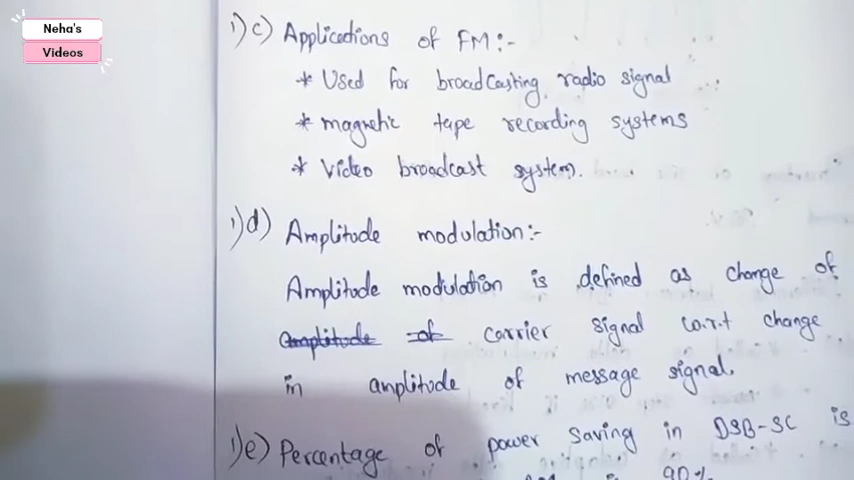 Neha's
Videos
1) c) Applications of FM:-
* Used for broadcasting radio signal
* magnetic tape recording systems
* Video broadcast system.
1) d) Amplitude modulation:-
Amplitude modulation is defined as change of
amplitude of carrier signal w.r.t change
in amplitude of message signal.
1) e) Percentage of power saving in DSB-SC is
is 90%